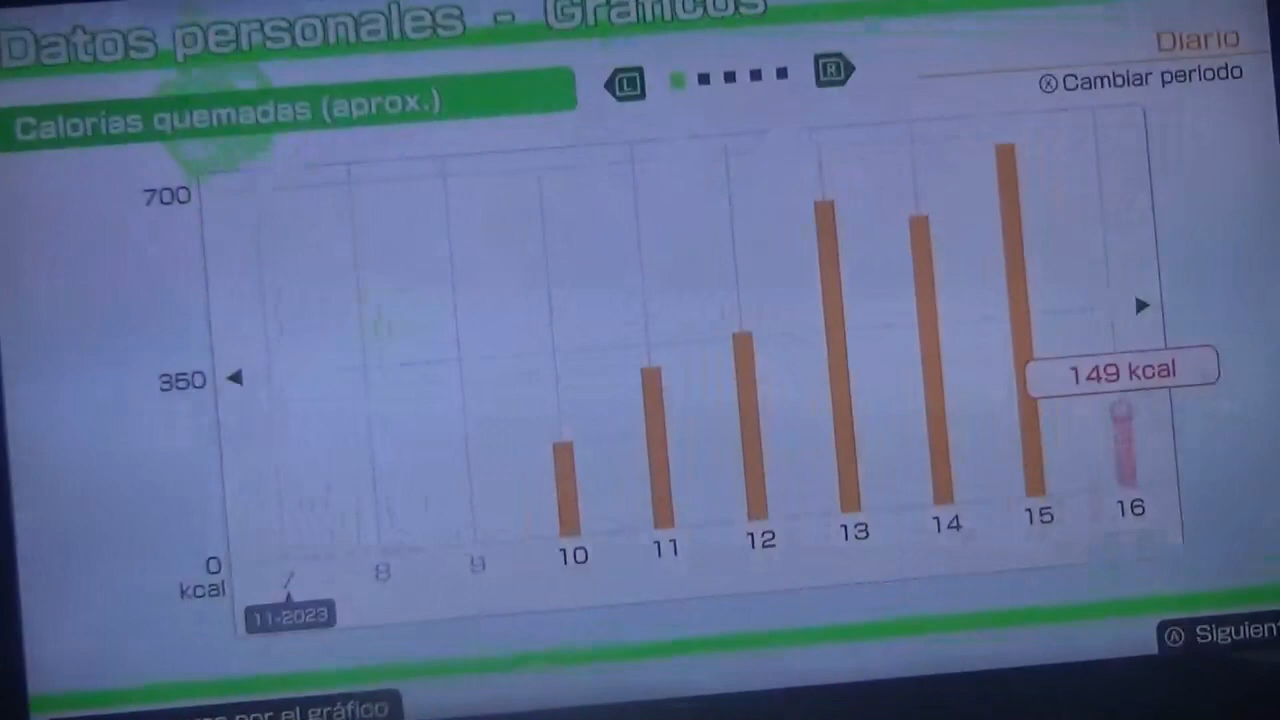 Datos personales - Gráficos
Diario
L
R
Ⓧ Cambiar período
Calorías quemadas (aprox.)
700
350
0
kcal
149 kcal
7 8 9 10 11 12 13 14 15 16
11-2023
Ⓐ Siguien
por el gráfico